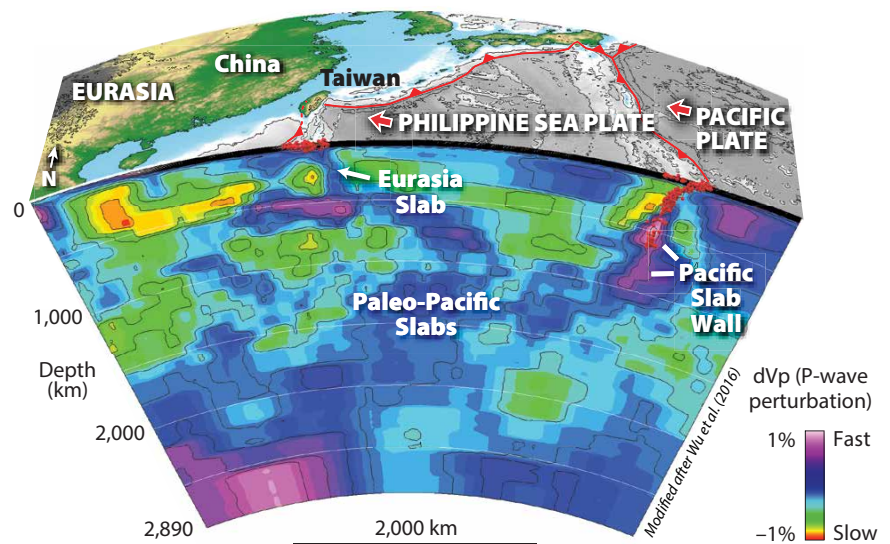 China
Taiwan
EURASIA
PHILIPPINE SEA PLATE
PACIFIC
PLATE
N
Eurasia
Slab
0
Pacific
Slab
Wall
Paleo-Pacific
Slabs
1,000
Depth
(km)
2,000
2,890
2,000 km
Modified after Wu et al. (2016)
dVp (P-wave
perturbation)
1% Fast
–1% Slow